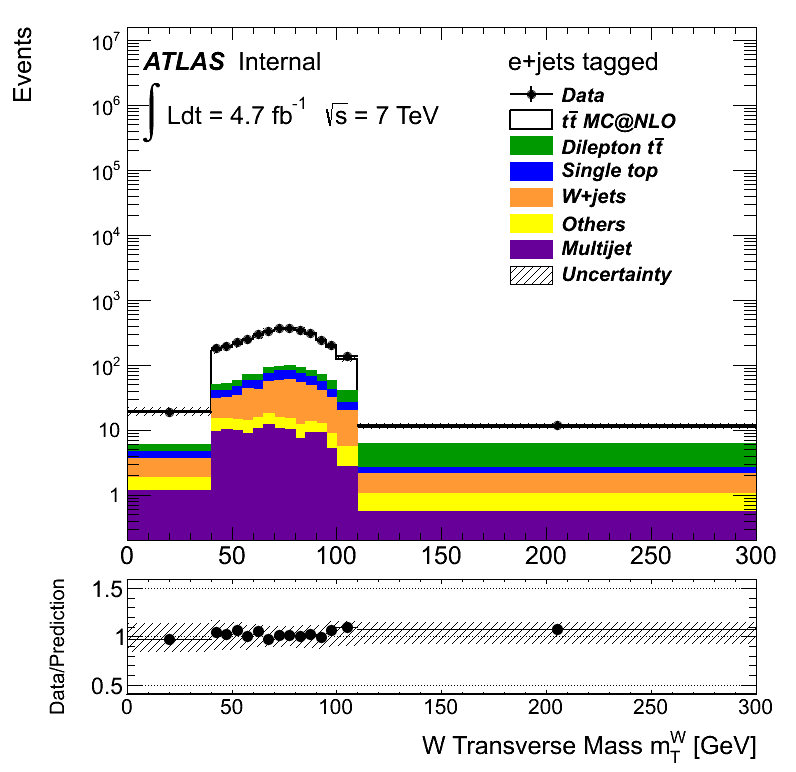 Events
10⁷
10⁶
10⁵
10⁴
10³
10²
10
1
ATLAS Internal
∫ Ldt = 4.7 fb⁻¹ √s = 7 TeV
e+jets tagged
Data
tt̄ MC@NLO
Dilepton tt̄
Single top
W+jets
Others
Multijet
Uncertainty
0 50 100 150 200 250 300
Data/Prediction
1.5
1
0.5
0 50 100 150 200 250 300
W Transverse Mass m_T^W [GeV]